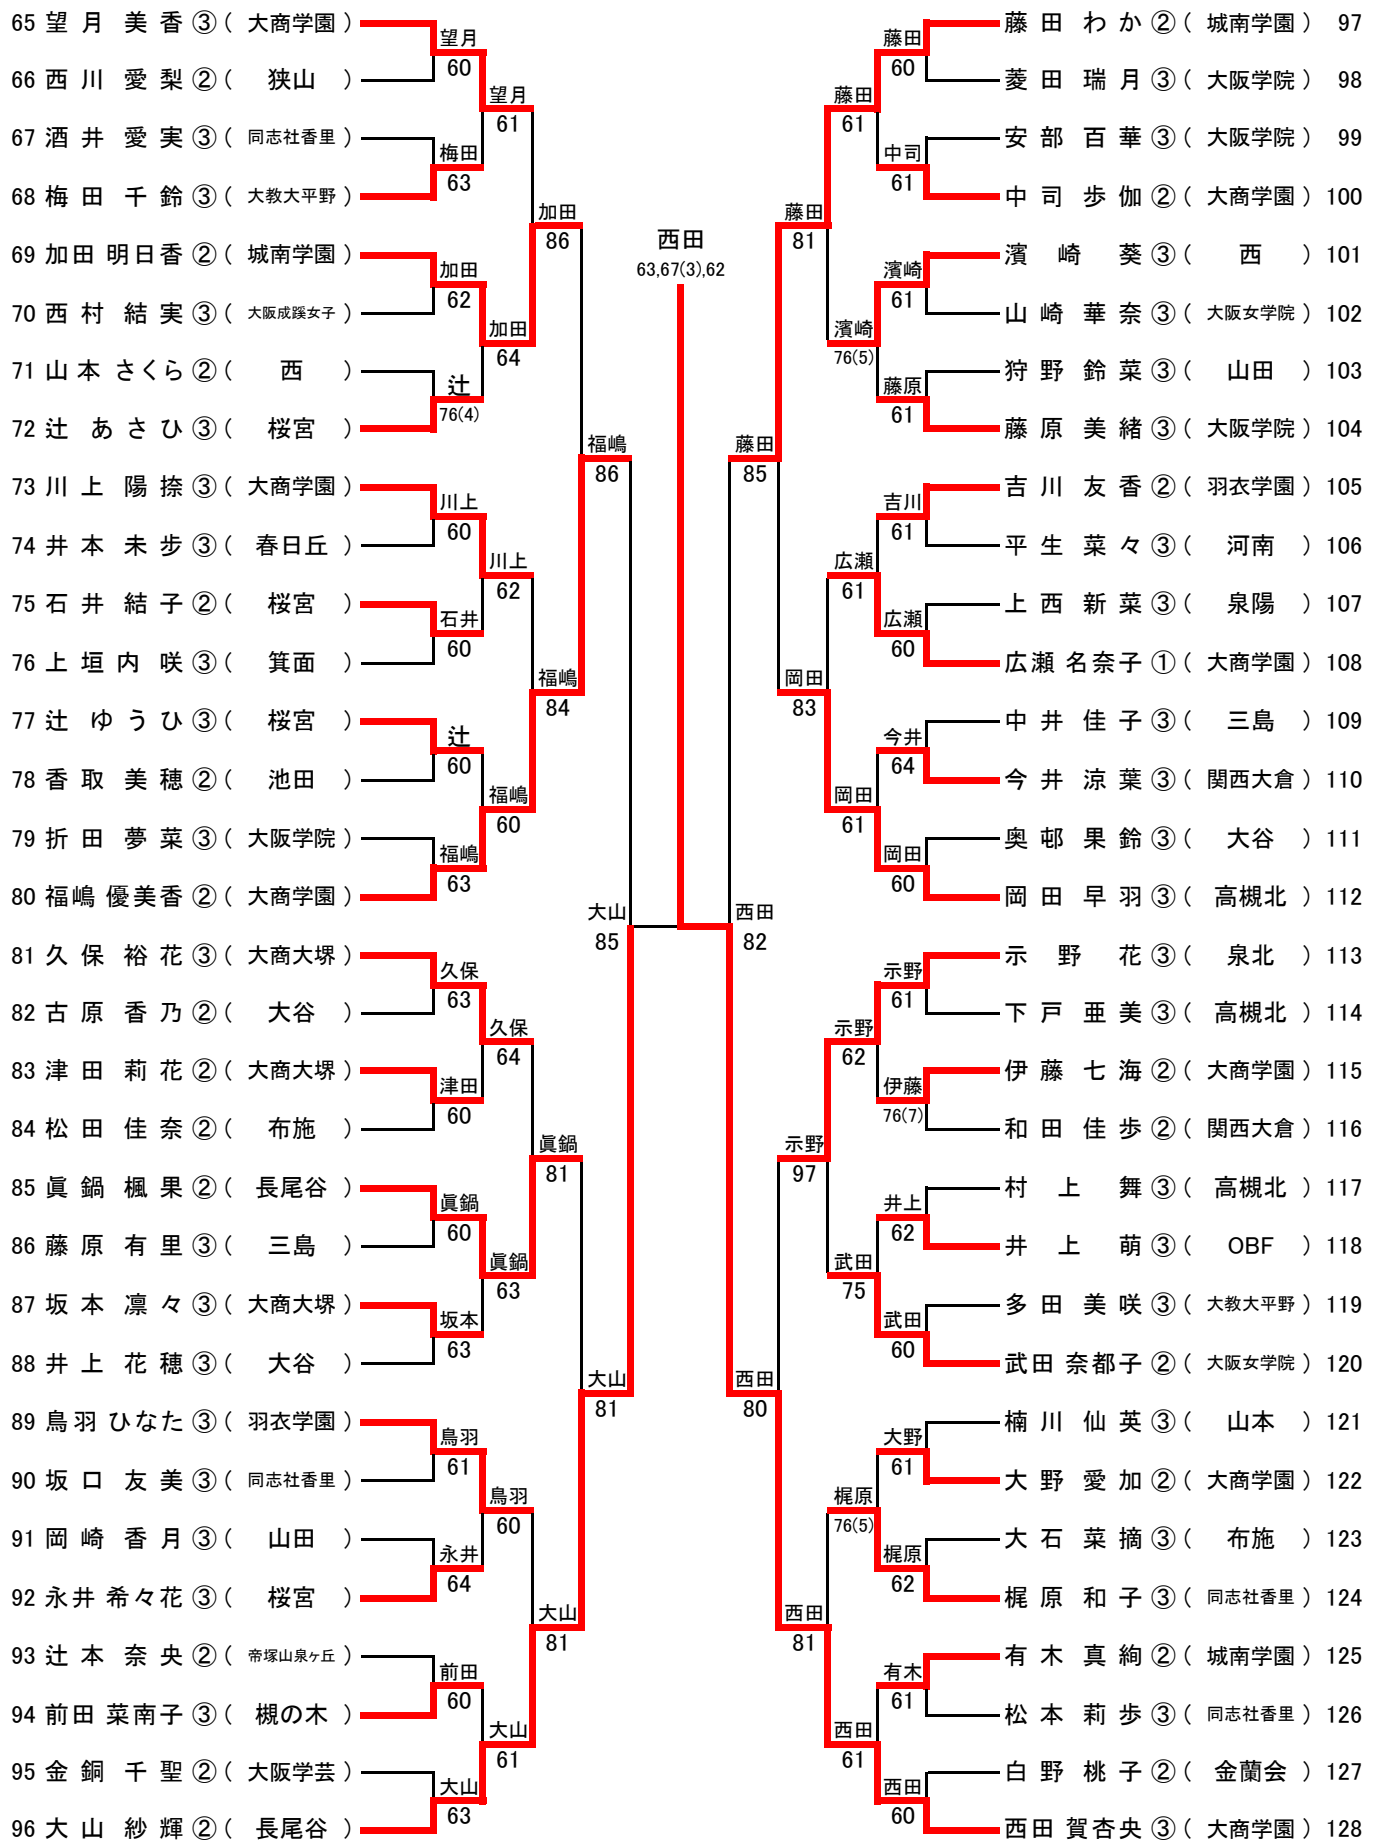 65 望月 美香 ③ ( 大商学園 )
66 西川 愛梨 ② ( 狭山 )
67 酒井 愛実 ③ ( 同志社香里 )
68 梅田 千鈴 ③ ( 大教大平野 )
69 加田 明日香 ② ( 城南学園 )
70 西村 結実 ③ ( 大阪成蹊女子 )
71 山本 さくら ② ( 西 )
72 辻 あさひ ③ ( 桜宮 )
73 川上 陽捺 ③ ( 大商学園 )
74 井本 未歩 ③ ( 春日丘 )
75 石井 結子 ② ( 桜宮 )
76 上垣内 咲 ③ ( 箕面 )
77 辻 ゆうひ ③ ( 桜宮 )
78 香取 美穂 ② ( 池田 )
79 折田 夢菜 ③ ( 大阪学院 )
80 福嶋 優美香 ② ( 大商学園 )
81 久保 裕花 ③ ( 大商大堺 )
82 古原 香乃 ② ( 大谷 )
83 津田 莉花 ② ( 大商大堺 )
84 松田 佳奈 ② ( 布施 )
85 眞鍋 楓果 ② ( 長尾谷 )
86 藤原 有里 ③ ( 三島 )
87 坂本 凛々 ③ ( 大商大堺 )
88 井上 花穂 ③ ( 大谷 )
89 鳥羽 ひなた ③ ( 羽衣学園 )
90 坂口 友美 ③ ( 同志社香里 )
91 岡崎 香月 ③ ( 山田 )
92 永井 希々花 ③ ( 桜宮 )
93 辻本 奈央 ② ( 帝塚山泉ヶ丘 )
94 前田 菜南子 ③ ( 槻の木 )
95 金銅 千聖 ② ( 大阪学芸 )
96 大山 紗輝 ② ( 長尾谷 )
望月
60
梅田
63
加田
62
辻
76(4)
川上
60
石井
60
辻
60
福嶋
63
久保
63
津田
60
眞鍋
60
坂本
63
鳥羽
61
永井
64
前田
60
大山
63
望月
61
加田
64
川上
62
福嶋
60
久保
64
眞鍋
63
鳥羽
60
大山
61
加田
86
福嶋
84
眞鍋
81
大山
81
福嶋
86
大山
81
大山
85
西田
63,67(3),62
西田
82
藤田
85
西田
80
藤田
81
岡田
83
示野
97
西田
81
藤田
61
濱崎
76(5)
広瀬
61
岡田
61
示野
62
武田
75
梶原
76(5)
西田
61
藤田
60
中司
61
濱崎
61
藤原
61
吉川
61
広瀬
60
今井
64
岡田
60
示野
61
伊藤
76(7)
井上
62
武田
60
大野
61
梶原
62
有木
61
西田
60
藤田 わか ② ( 城南学園 ) 97
菱田 瑞月 ③ ( 大阪学院 ) 98
安部 百華 ③ ( 大阪学院 ) 99
中司 歩伽 ② ( 大商学園 ) 100
濱崎 葵 ③ ( 西 ) 101
山崎 華奈 ③ ( 大阪女学院 ) 102
狩野 鈴菜 ③ ( 山田 ) 103
藤原 美緒 ③ ( 大阪学院 ) 104
吉川 友香 ② ( 羽衣学園 ) 105
平生 菜々 ③ ( 河南 ) 106
上西 新菜 ③ ( 泉陽 ) 107
広瀬 名奈子 ① ( 大商学園 ) 108
中井 佳子 ③ ( 三島 ) 109
今井 涼葉 ③ ( 関西大倉 ) 110
奥邨 果鈴 ③ ( 大谷 ) 111
岡田 早羽 ③ ( 高槻北 ) 112
示野 花 ③ ( 泉北 ) 113
下戸 亜美 ③ ( 高槻北 ) 114
伊藤 七海 ② ( 大商学園 ) 115
和田 佳歩 ② ( 関西大倉 ) 116
村上 舞 ③ ( 高槻北 ) 117
井上 萌 ③ ( OBF ) 118
多田 美咲 ③ ( 大教大平野 ) 119
武田 奈都子 ② ( 大阪女学院 ) 120
楠川 仙英 ③ ( 山本 ) 121
大野 愛加 ② ( 大商学園 ) 122
大石 菜摘 ③ ( 布施 ) 123
梶原 和子 ③ ( 同志社香里 ) 124
有木 真絢 ② ( 城南学園 ) 125
松本 莉歩 ③ ( 同志社香里 ) 126
白野 桃子 ② ( 金蘭会 ) 127
西田 賀杏央 ③ ( 大商学園 ) 128